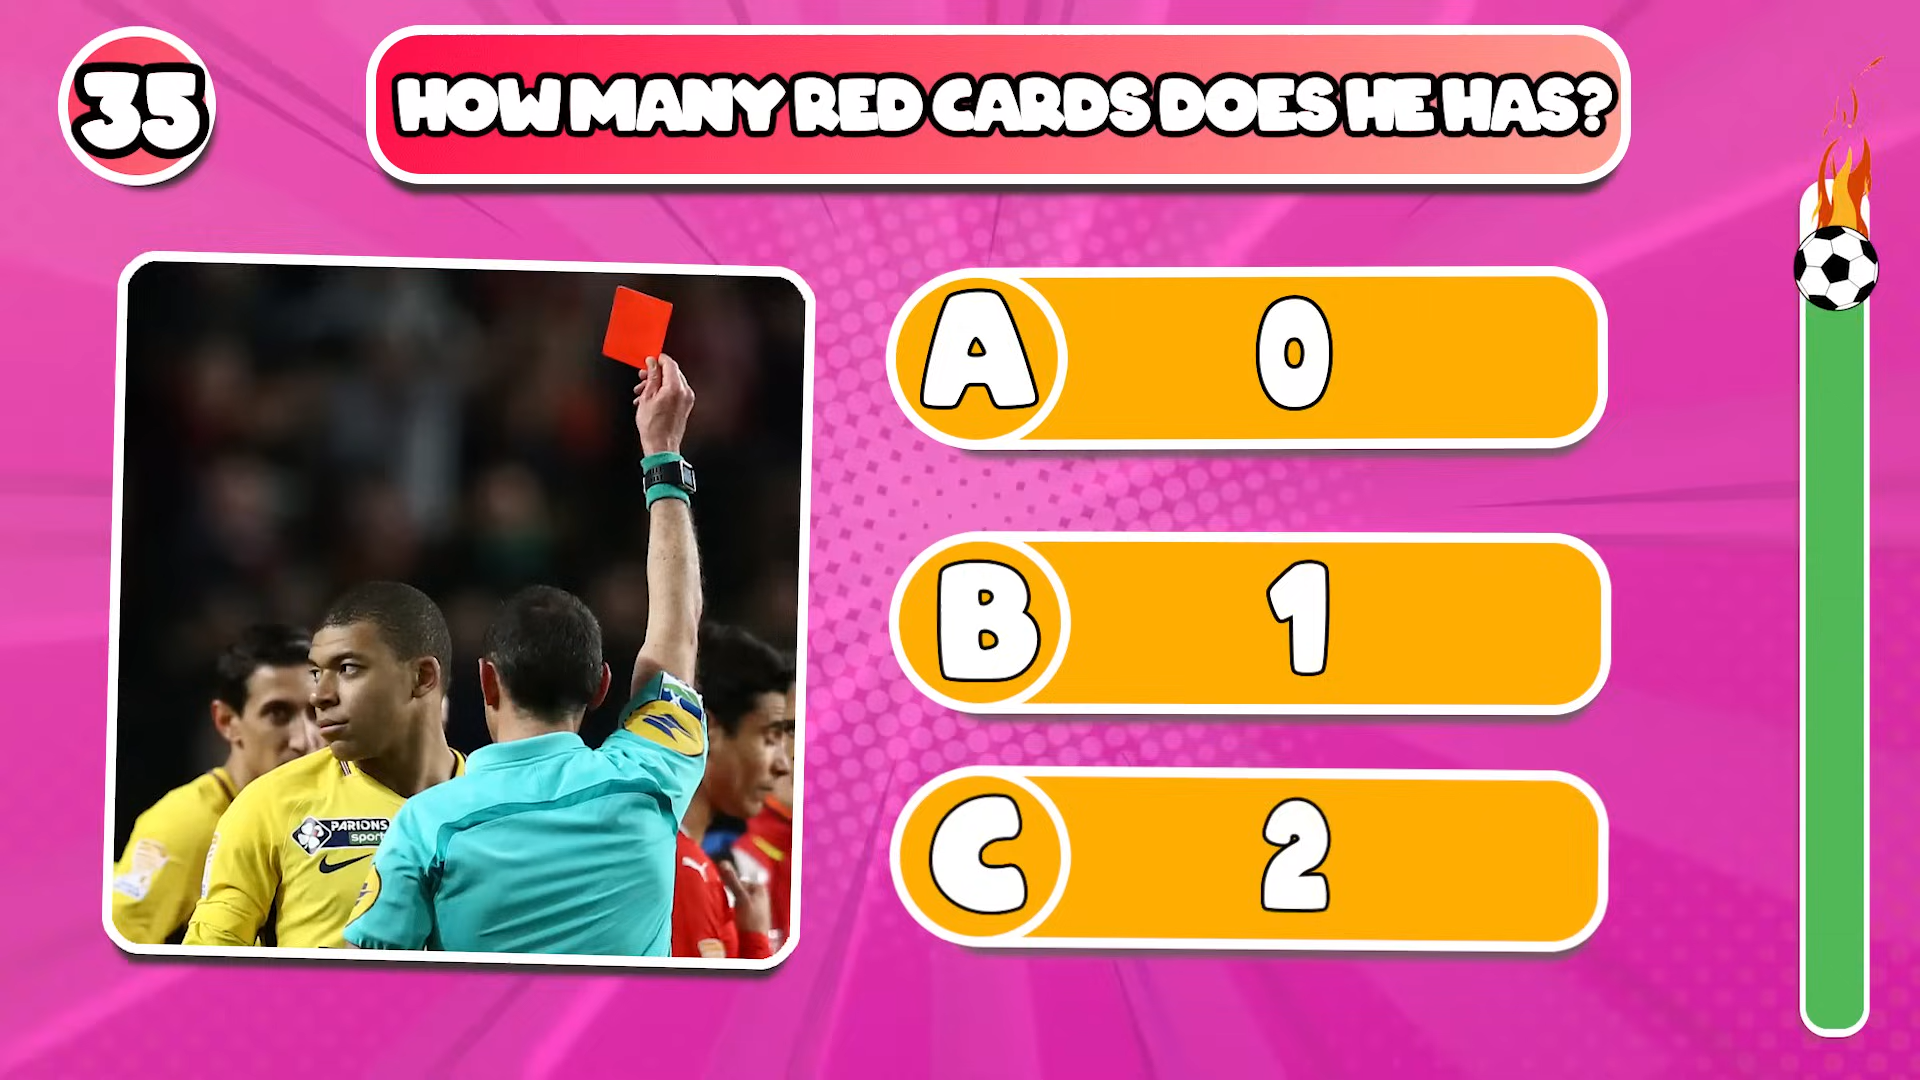 35
HOW MANY RED CARDS DOES HE HAS?
A 0
B 1
C 2
PARIONS
sport